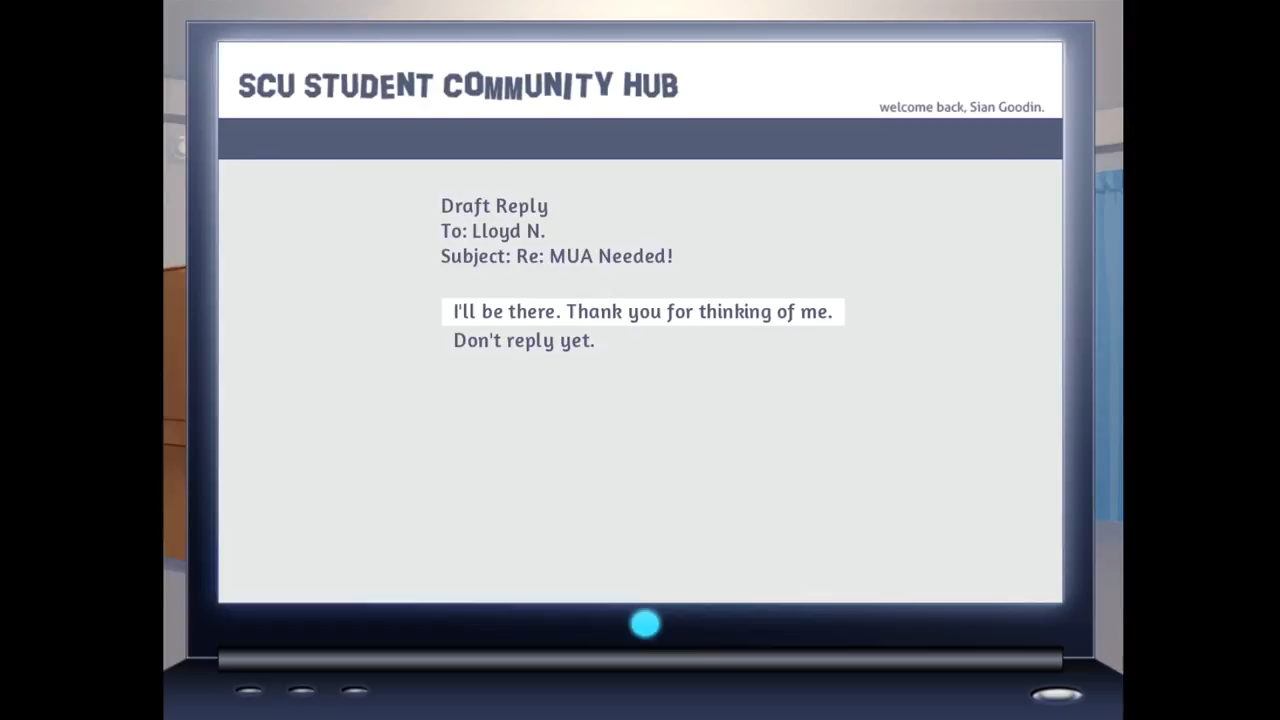 SCU STUDENT COMMUNITY HUB
welcome back, Sian Goodin.
Draft Reply
To: Lloyd N.
Subject: Re: MUA Needed!
I'll be there. Thank you for thinking of me.
Don't reply yet.